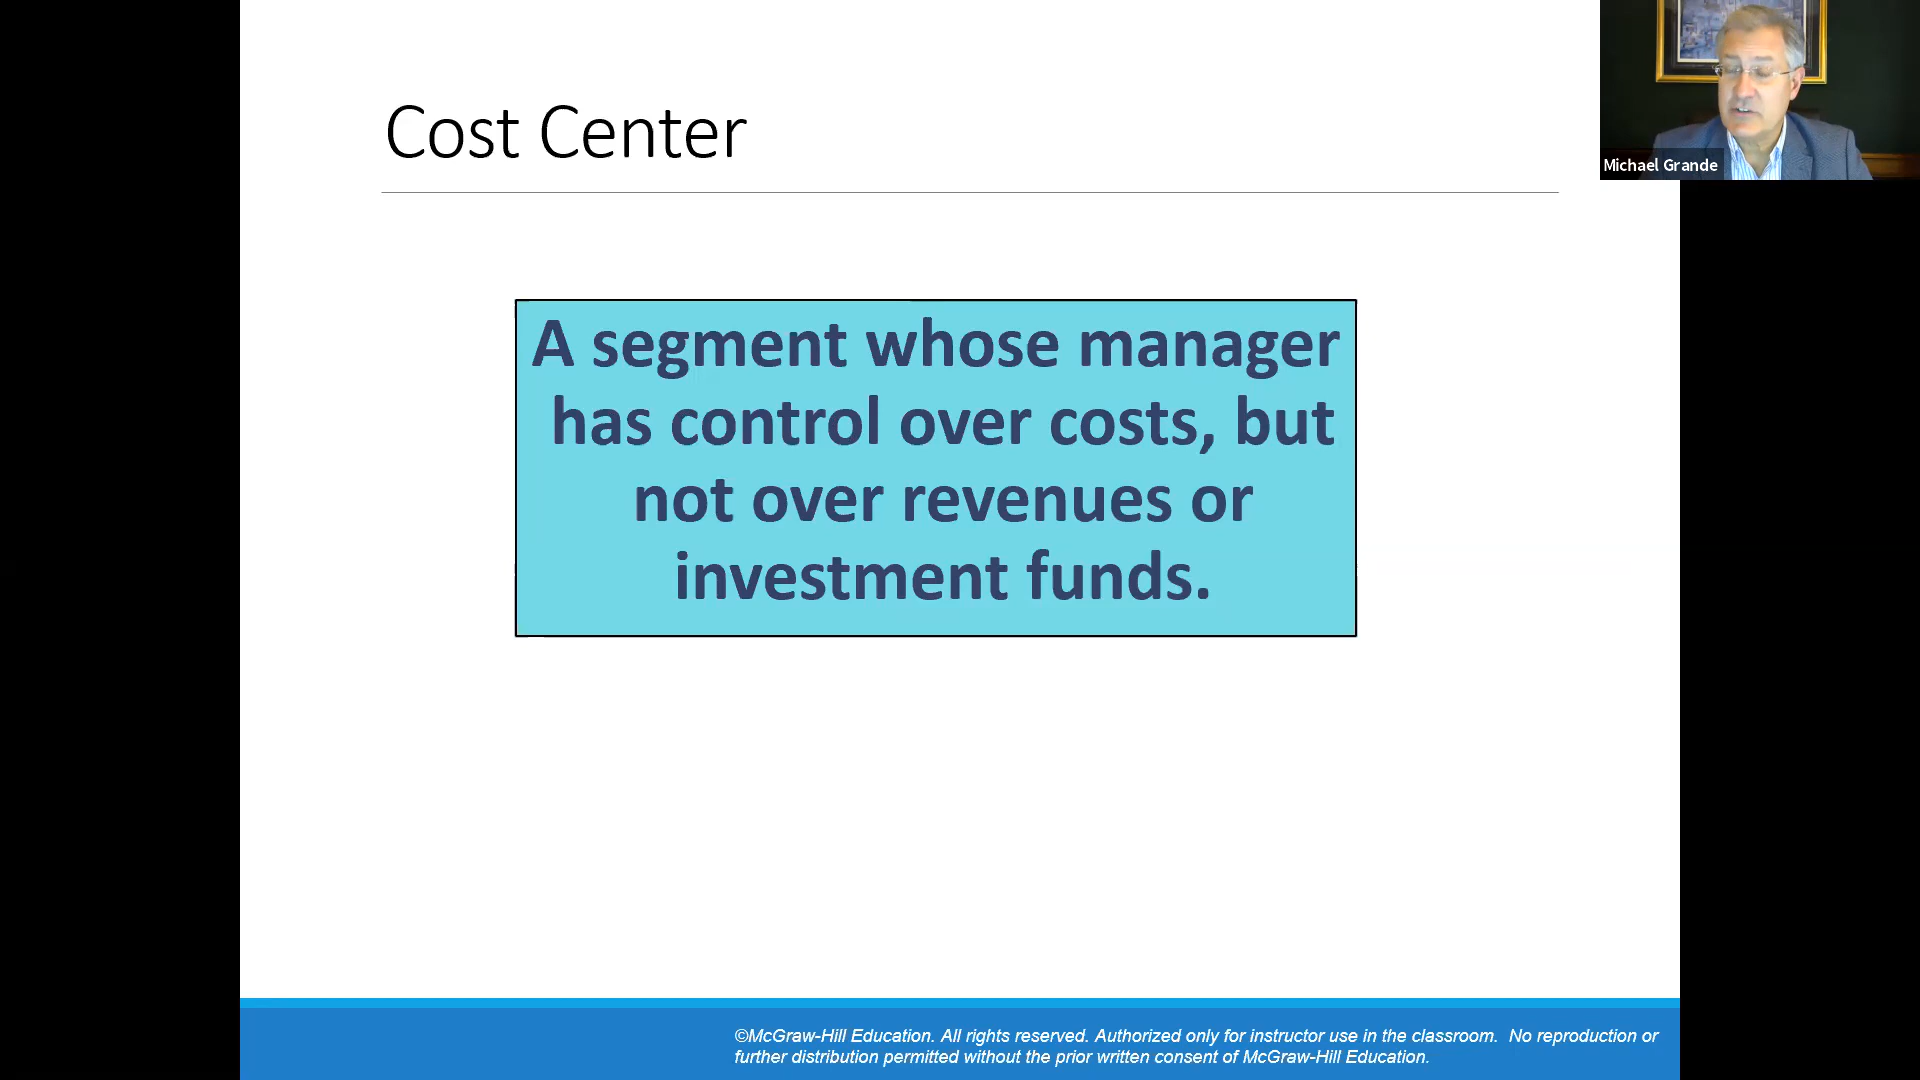 Cost Center
Michael Grande
A segment whose manager
has control over costs, but
not over revenues or
investment funds.
©McGraw-Hill Education. All rights reserved. Authorized only for instructor use in the classroom. No reproduction or
further distribution permitted without the prior written consent of McGraw-Hill Education.